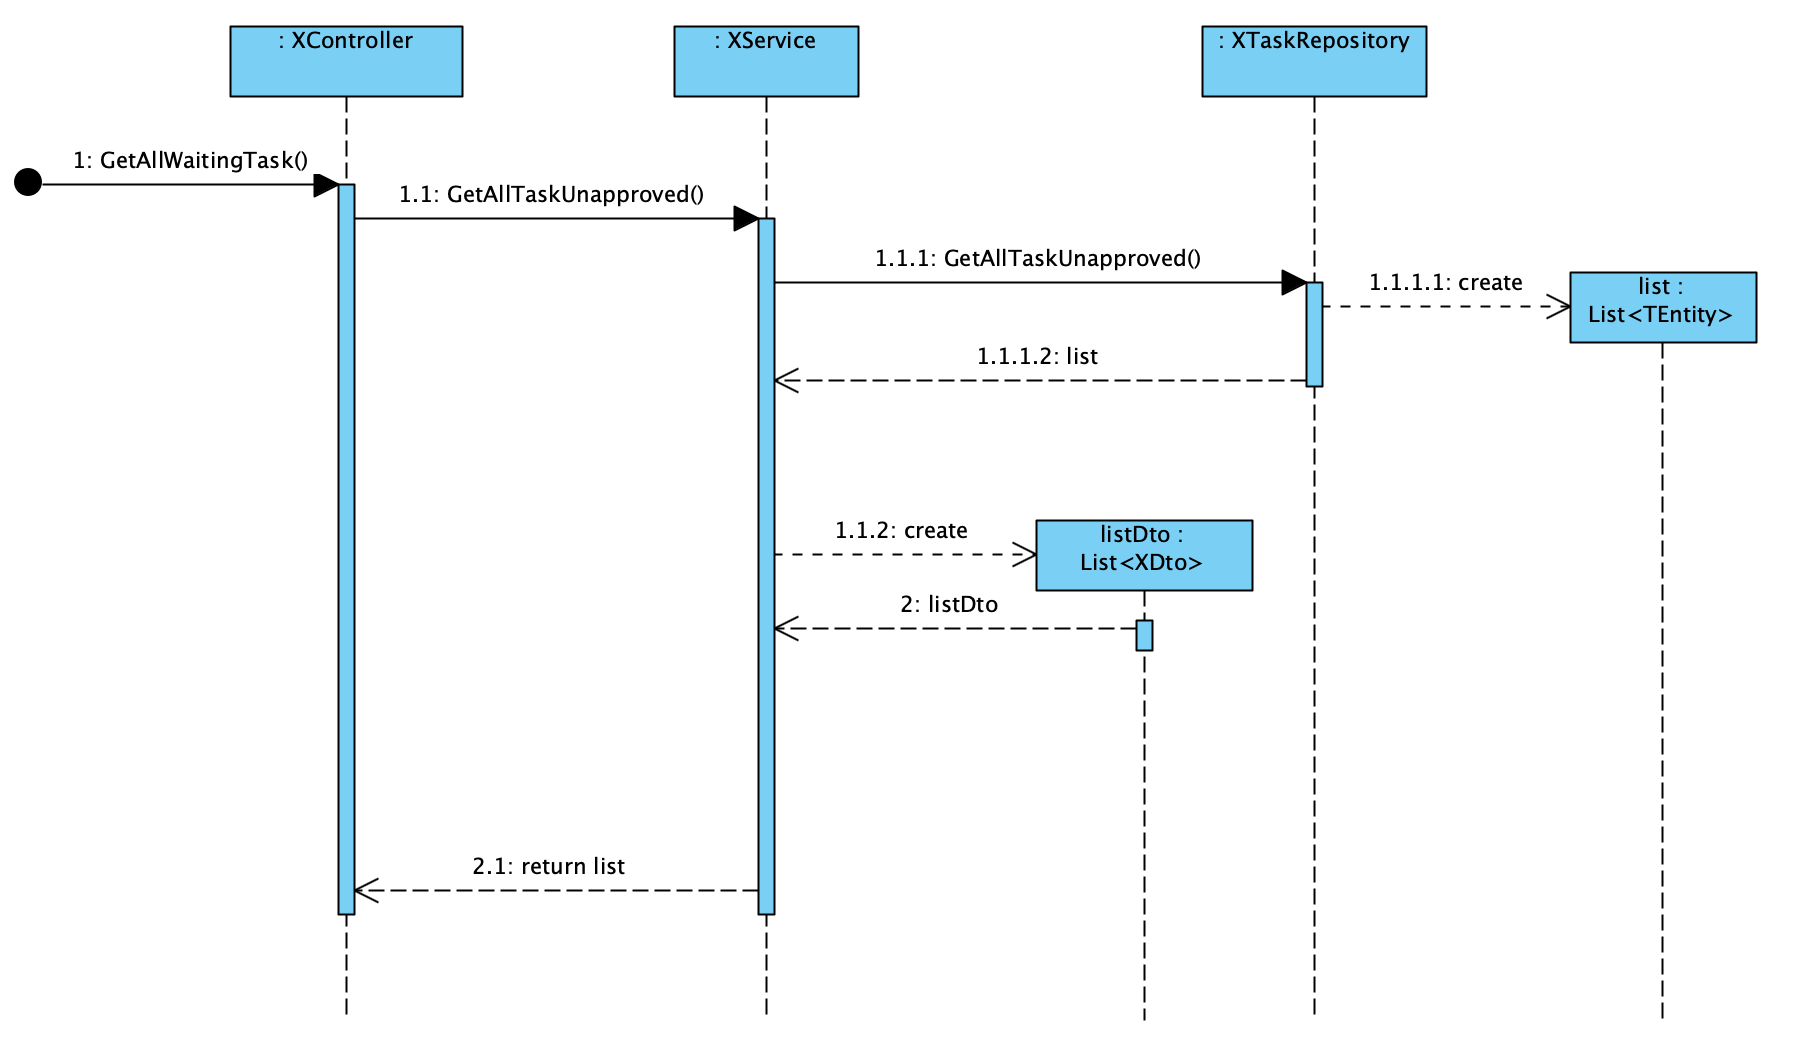 : XController
: XService
: XTaskRepository
1: GetAllWaitingTask()
1.1: GetAllTaskUnapproved()
1.1.1: GetAllTaskUnapproved()
1.1.1.1: create
list :
List<TEntity>
1.1.1.2: list
1.1.2: create
listDto :
List<XDto>
2: listDto
2.1: return list